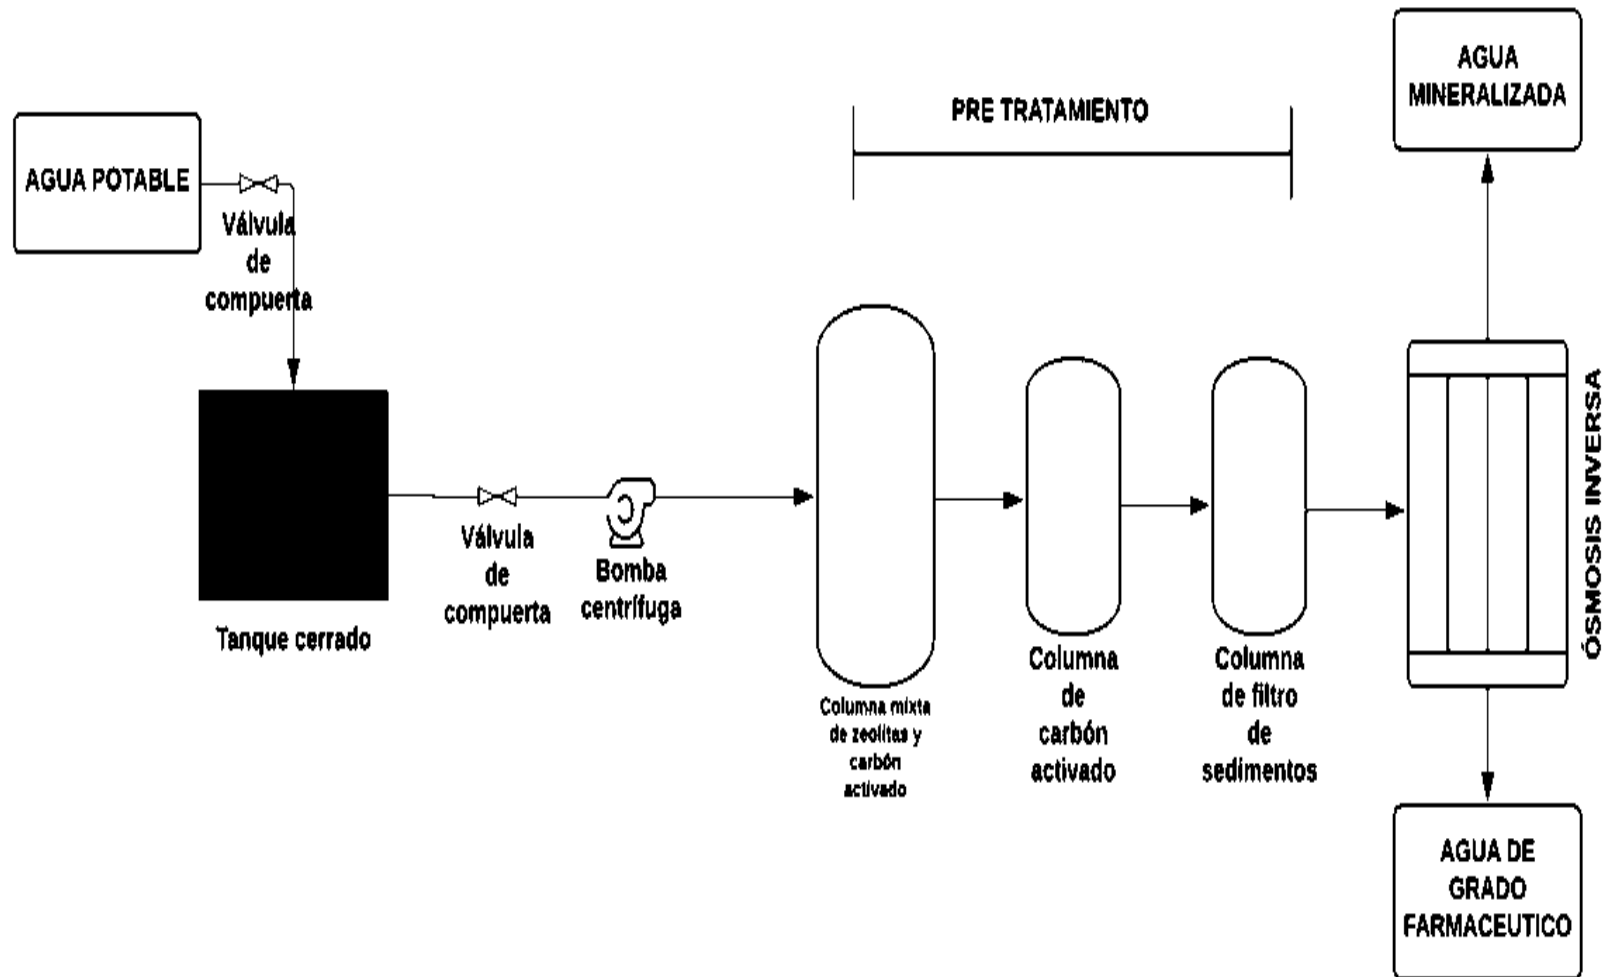 AGUA
MINERALIZADA
PRE TRATAMIENTO
AGUA POTABLE
Válvula
de
compuerta
Tanque cerrado
Válvula
de
compuerta
Bomba
centrífuga
Columna mixta
de zeolitas y
carbón
activado
Columna
de
carbón
activado
Columna
de filtro
de
sedimentos
ÓSMOSIS INVERSA
AGUA DE
GRADO
FARMACEUTICO